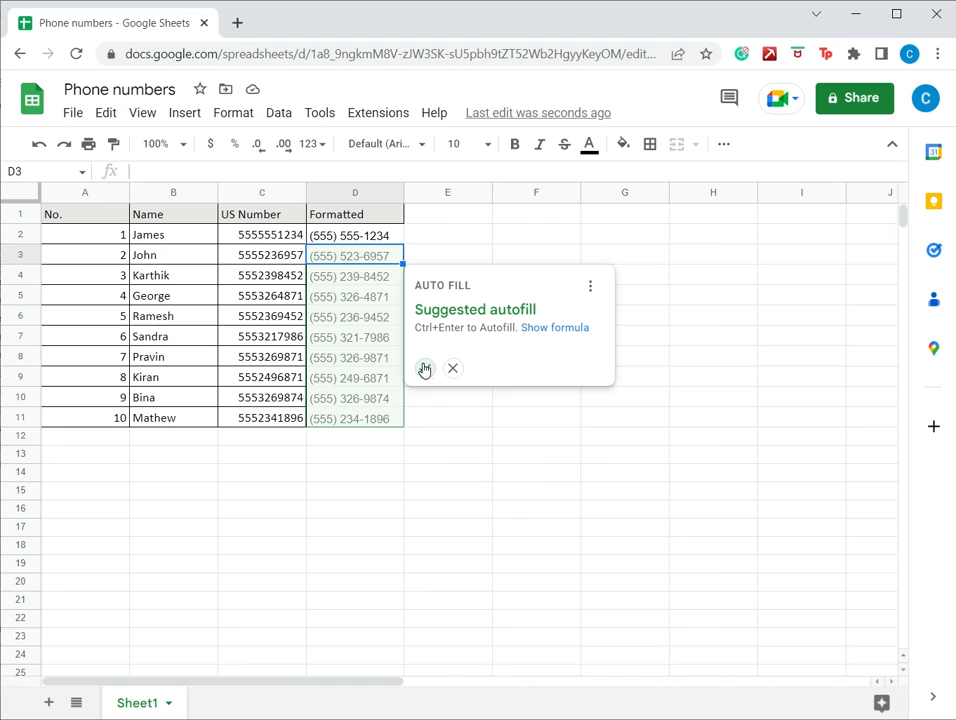 Phone numbers - Google Sheets
docs.google.com/spreadsheets/d/1a8_9ngkmM8V-zJW3SK-sU5pbh9tZT52Wb2HgyyKeyOM/edit...
C
Phone numbers
Share
C
File Edit View Insert Format Data Tools Extensions Help Last edit was seconds ago
100% $ % .0 .00 123 Default (Ari... 10 B I S A
D3 fx
A B C D E F G H I J
1 No. Name US Number Formatted
2 1 James 5555551234 (555) 555-1234
3 2 John 5555236957 (555) 523-6957
4 3 Karthik 5552398452 (555) 239-8452
5 4 George 5553264871 (555) 326-4871
6 5 Ramesh 5552369452 (555) 236-9452
7 6 Sandra 5553217986 (555) 321-7986
8 7 Pravin 5553269871 (555) 326-9871
9 8 Kiran 5552496871 (555) 249-6871
10 9 Bina 5553269874 (555) 326-9874
11 10 Mathew 5552341896 (555) 234-1896
AUTO FILL
Suggested autofill
Ctrl+Enter to Autofill. Show formula
12
13
14
15
16
17
18
19
20
21
22
23
24
25
Sheet1
31
Tp